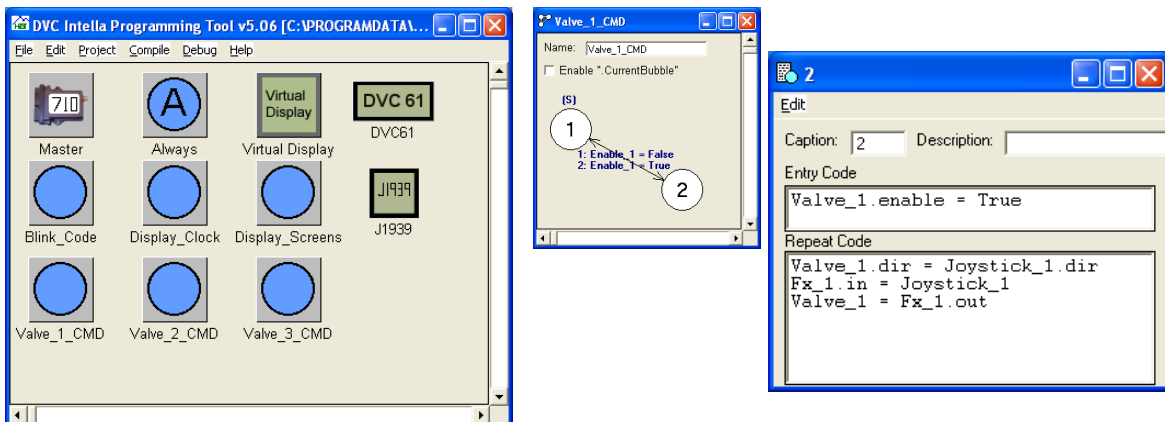 DVC Intella Programming Tool v5.06 [C:\PROGRAMDATA\...
File Edit Project Compile Debug Help
710
A
Virtual
Display
DVC 61
Master
Always
Virtual Display
DVC61
J1939
Blink_Code
Display_Clock
Display_Screens
J1939
Valve_1_CMD
Valve_2_CMD
Valve_3_CMD
Valve_1_CMD
Name: Valve_1_CMD
Enable ".CurrentBubble"
(S)
1
1: Enable_1 = False
2: Enable_1 = True
2
2
Edit
Caption: 2 Description:
Entry Code
Valve_1.enable = True
Repeat Code
Valve_1.dir = Joystick_1.dir
Fx_1.in = Joystick_1
Valve_1 = Fx_1.out